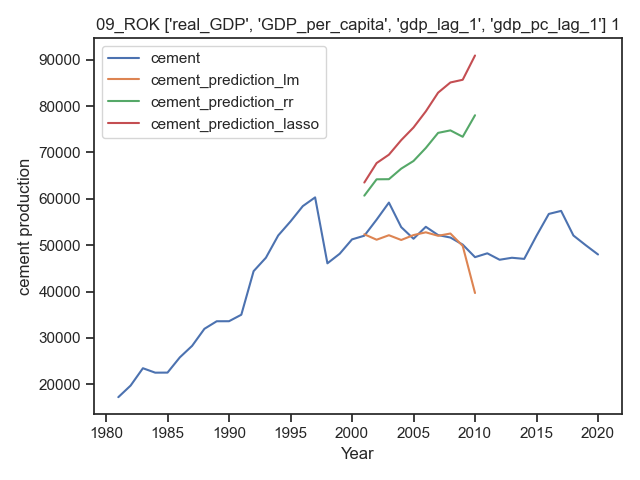 09_ROK ['real_GDP', 'GDP_per_capita', 'gdp_lag_1', 'gdp_pc_lag_1'] 1
cement
cement_prediction_lm
cement_prediction_rr
cement_prediction_lasso
cement production
90000
80000
70000
60000
50000
40000
30000
20000
1980 1985 1990 1995 2000 2005 2010 2015 2020
Year